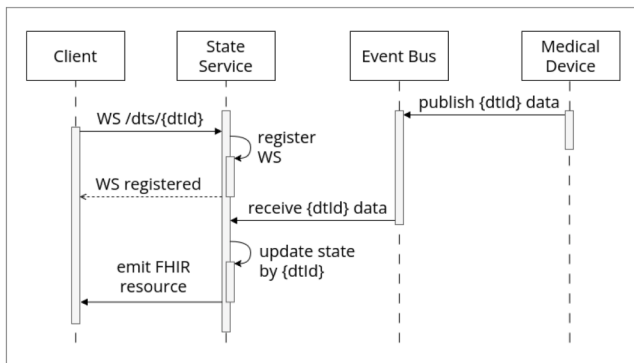 Client
State
Service
Event Bus
Medical
Device
publish {dtId} data
WS /dts/{dtId}
register
WS
WS registered
receive {dtId} data
update state
by {dtId}
emit FHIR
resource